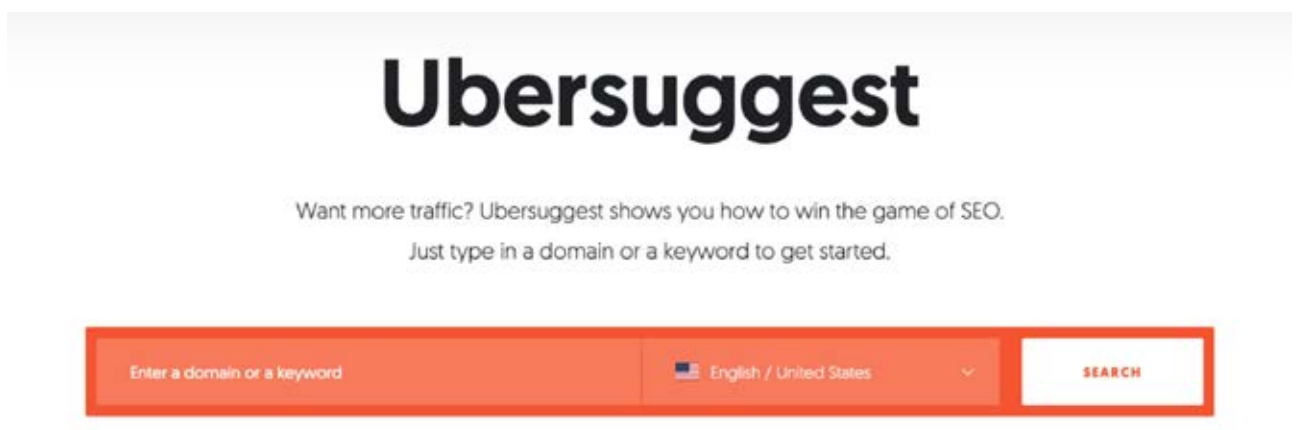 Ubersuggest
Want more traffic? Ubersuggest shows you how to win the game of SEO.
Just type in a domain or a keyword to get started.
Enter a domain or a keyword
English / United States
SEARCH